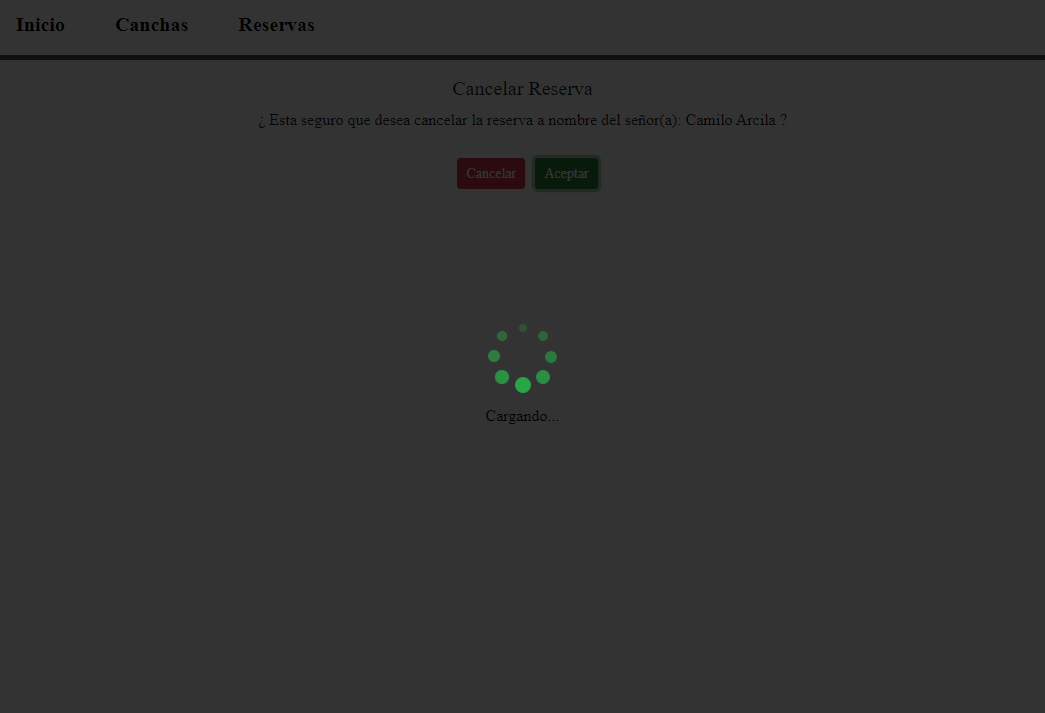 Inicio Canchas Reservas
Cancelar Reserva
¿ Esta seguro que desea cancelar la reserva a nombre del señor(a): Camilo Arcila ?
Cancelar Aceptar
Cargando...